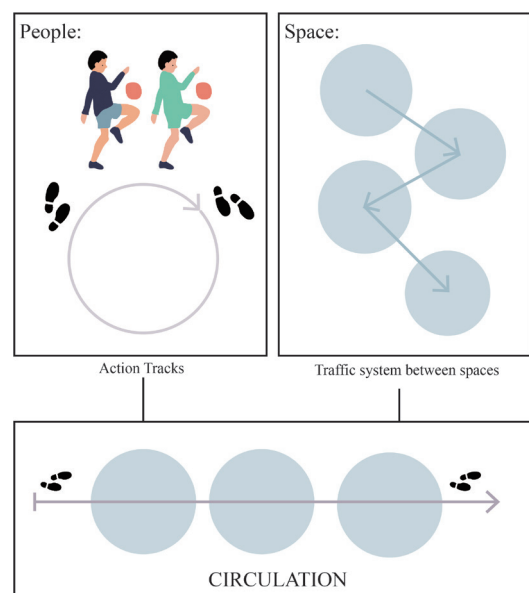 People:
Space:
Action Tracks
Traffic system between spaces
CIRCULATION